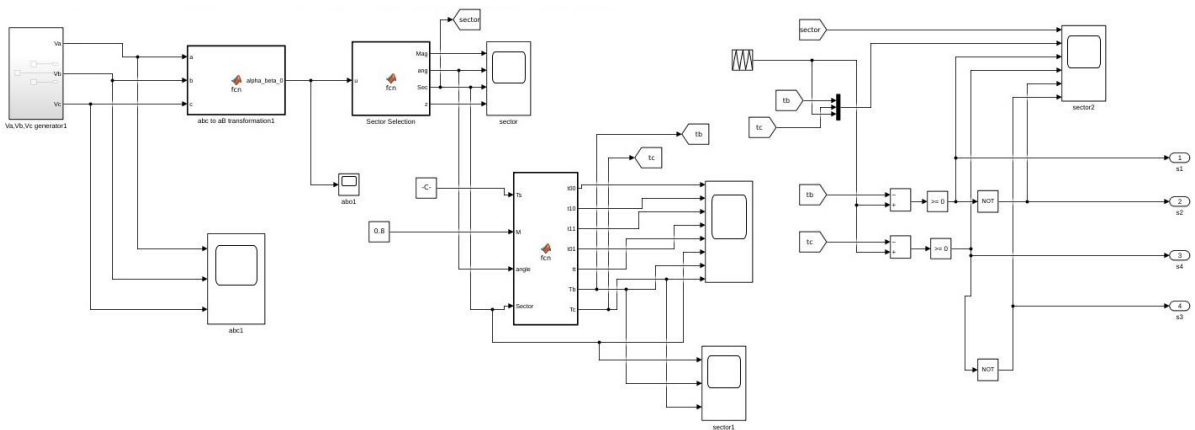 Va
Vb
Vc
Va,Vb,Vc generator1
a
b
c
fcn
alpha_beta_0
abc to aB transformation1
u
fcn
Mag
ang
Sec
z
Sector Selection
sector
sector
abo1
abc1
-C-
0.8
Ts
M
angle
Sector
fcn
t00
t10
t11
t01
tt
Tb
Tc
tb
tc
sector1
sector
tb
tc
sector2
tb
−
+
>= 0
NOT
tc
−
+
>= 0
NOT
1
s1
2
s2
3
s4
4
s3